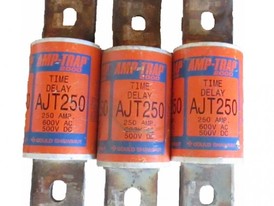 AMP-TRAP
TIME
DELAY
AJT250
250 AMP.
600V AC
500V DC
AMP-TRAP
TIME
DELAY
AJT250
250 AMP
600V AC
500V DC
AMP-TRAP
TIME
DELAY
AJT250
250 AMP.
600V AC
500V DC